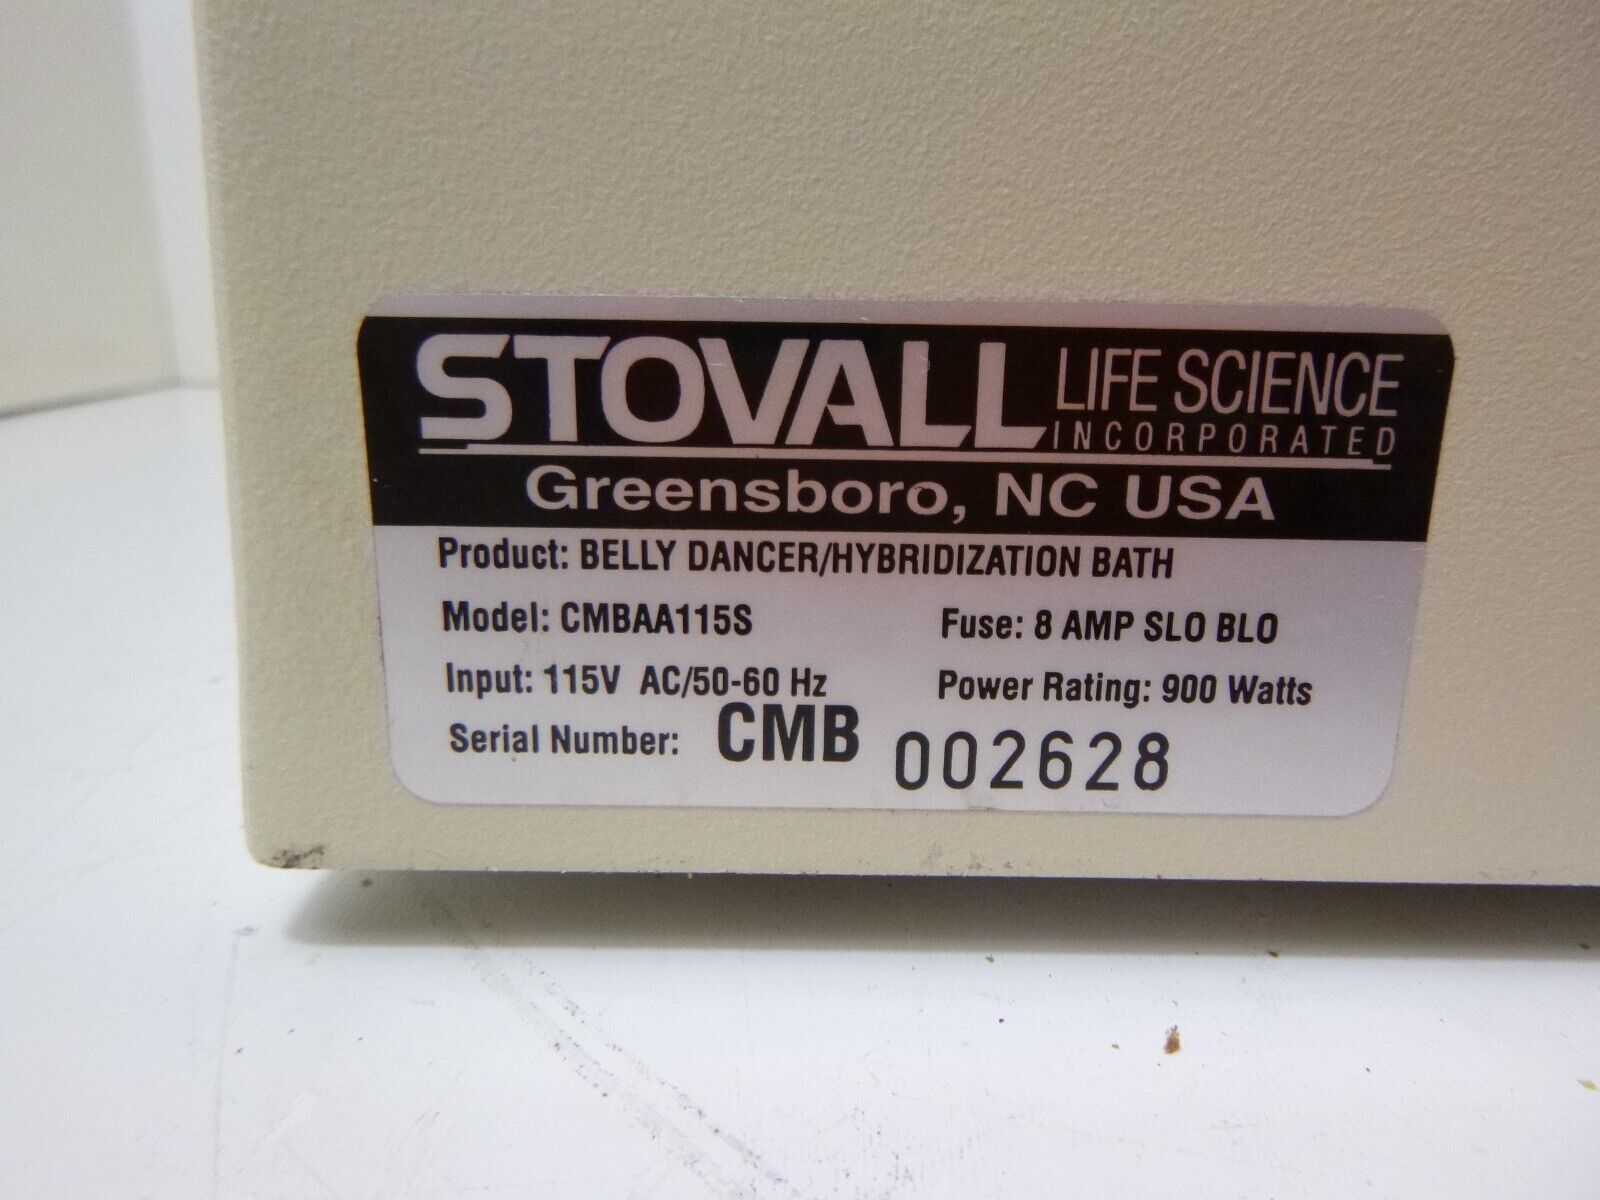 STOVALL LIFE SCIENCE
INCORPORATED
Greensboro, NC USA
Product: BELLY DANCER/HYBRIDIZATION BATH
Model: CMBAA115S Fuse: 8 AMP SLO BLO
Input: 115V AC/50-60 Hz Power Rating: 900 Watts
Serial Number: CMB 002628